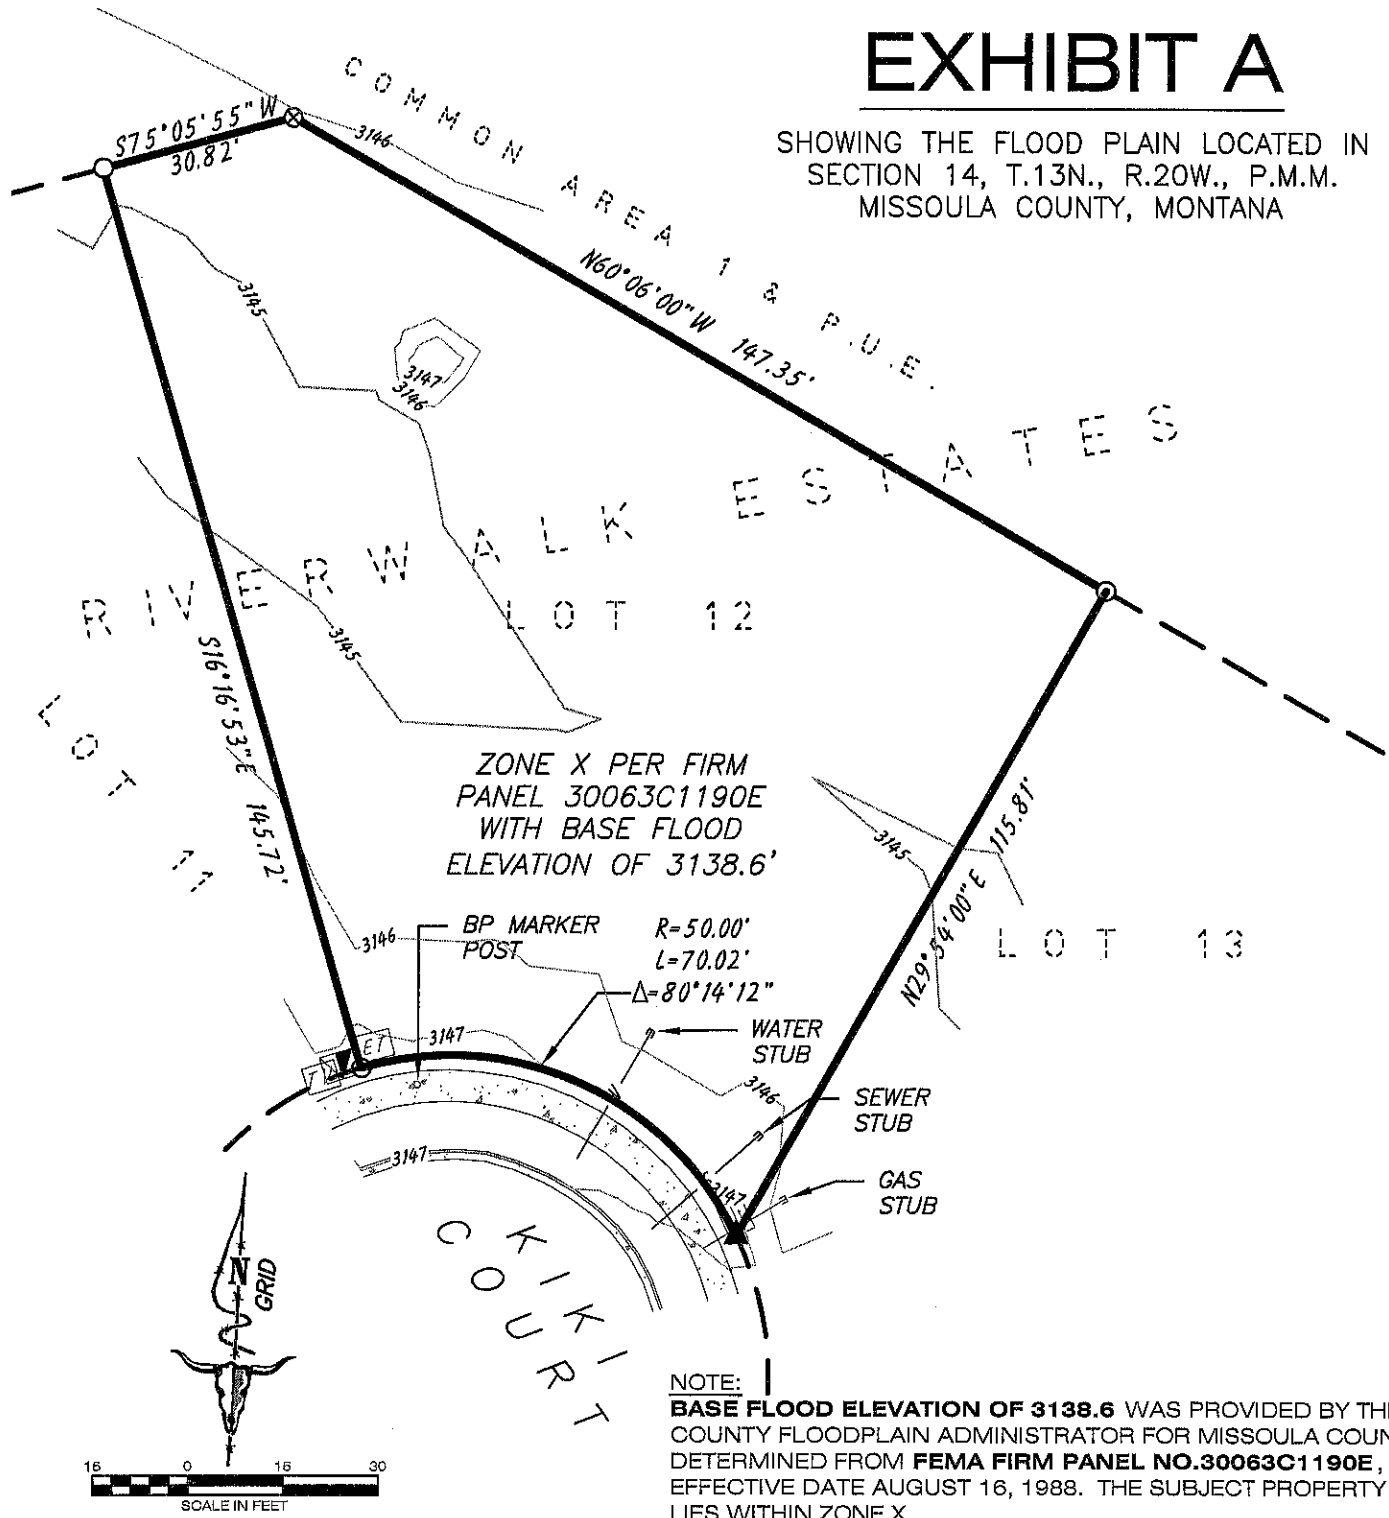 EXHIBIT A
SHOWING THE FLOOD PLAIN LOCATED IN
SECTION 14, T.13N., R.20W., P.M.M.
MISSOULA COUNTY, MONTANA
COMMON AREA 1 & P.U.E.
S75°05'55"W
30.82'
3146
N60°06'00"W 147.35'
3145
3147
3146
RIVERWALK ESTATES
LOT 12
3145
S16°16'53"E 145.72'
LOT 11
ZONE X PER FIRM
PANEL 30063C1190E
WITH BASE FLOOD
ELEVATION OF 3138.6'
3145
N29°54'00"E 115.81'
LOT 13
3146
BP MARKER
POST
R=50.00'
L=70.02'
Δ=80°14'12"
3147
ET
T
WATER
STUB
3146
SEWER
STUB
3147
3147
GAS
STUB
KIKI
COURT
N
GRID
16 0 16 30
SCALE IN FEET
NOTE:
BASE FLOOD ELEVATION OF 3138.6 WAS PROVIDED BY THE
COUNTY FLOODPLAIN ADMINISTRATOR FOR MISSOULA COUN
DETERMINED FROM FEMA FIRM PANEL NO.30063C1190E,
EFFECTIVE DATE AUGUST 16, 1988. THE SUBJECT PROPERTY
LIES WITHIN ZONE X